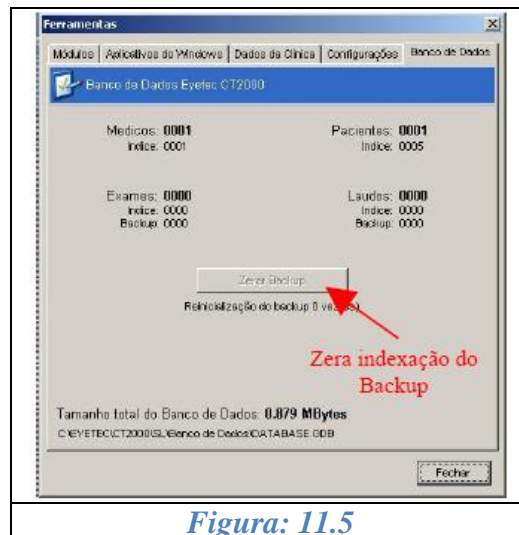 Ferramentas
Módulos Aplicativos do Windows Dados da Clínica Configurações Banco de Dados
Banco de Dados Eyetec CT2000
Medicos: 0001 Pacientes: 0001
Indice: 0001 Indice: 0005
Exames: 0000 Laudos: 0000
Indice: 0000 Indice: 0000
Backup: 0000 Backup: 0000
Zerar Backup
Reinicialização do backup 0 vez(es)
Zera indexação do
Backup
Tamanho total do Banco de Dados: 0.879 MBytes
C:\EYETEC\CT2000\SL\Banco de Dados\DATABASE.GDB
Fechar
Figura: 11.5